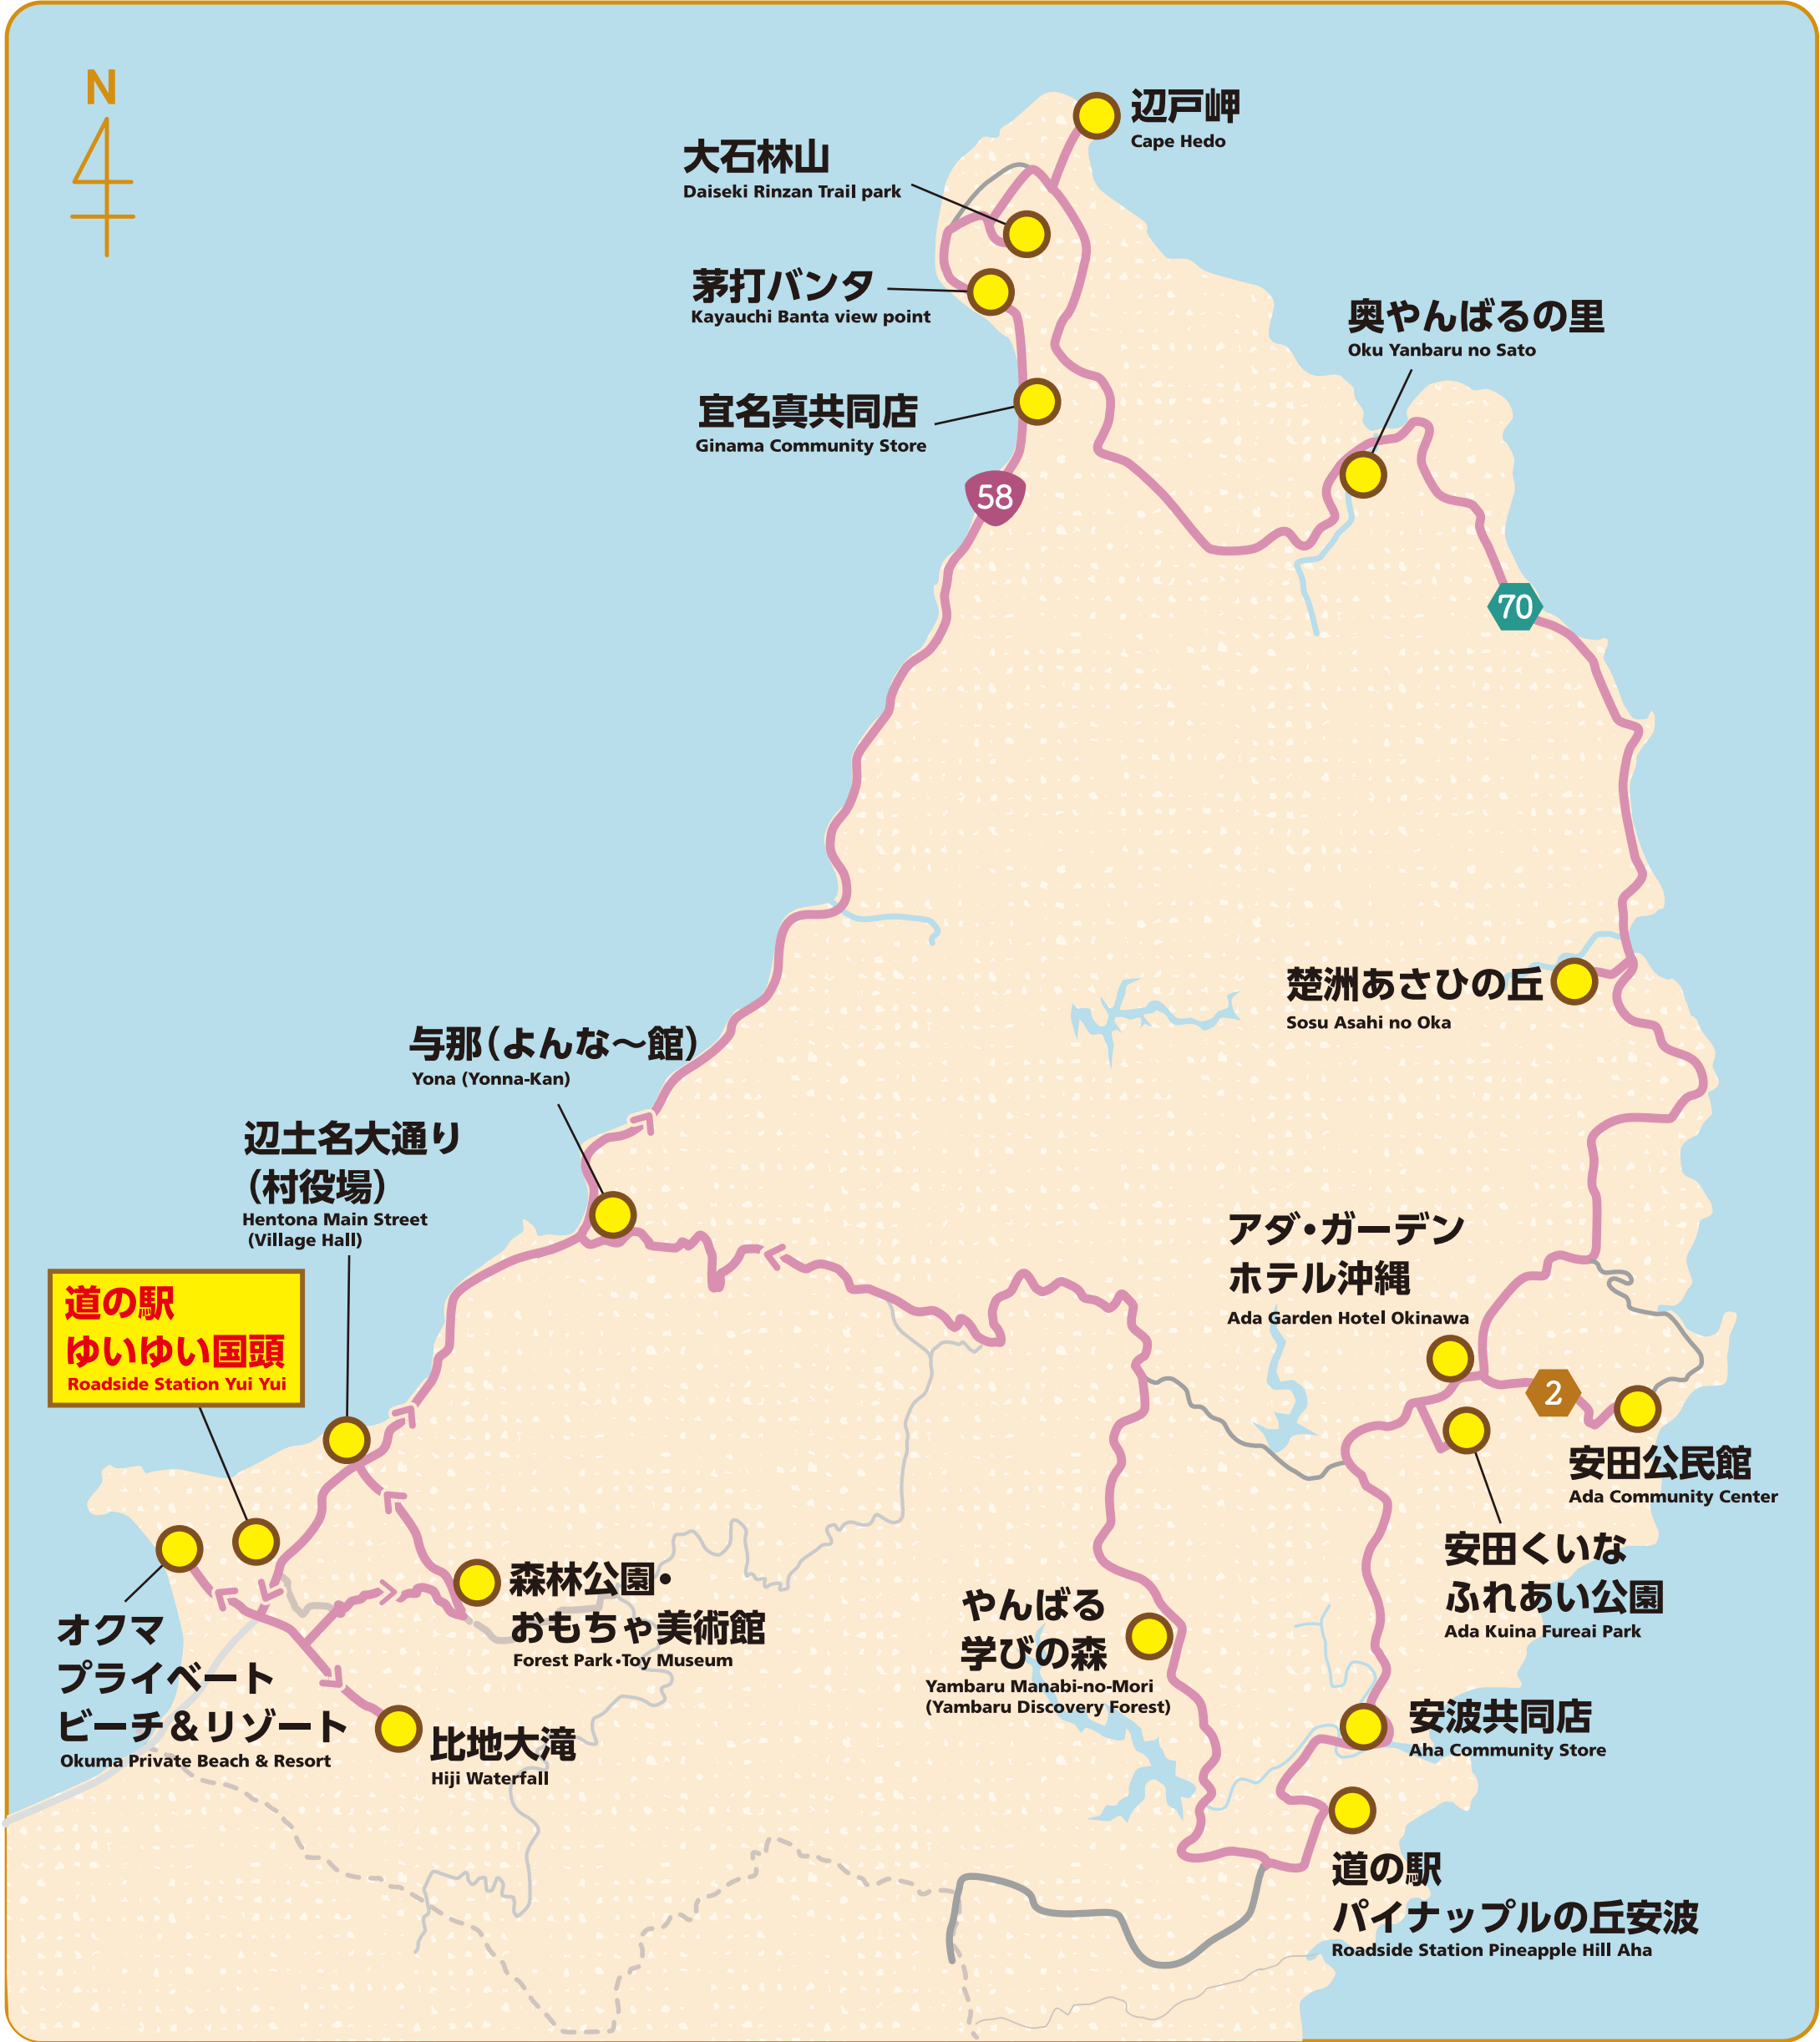 N
辺戸岬
Cape Hedo
大石林山
Daiseki Rinzan Trail park
茅打バンタ
Kayauchi Banta view point
奥やんばるの里
Oku Yanbaru no Sato
宜名真共同店
Ginama Community Store
58
70
楚洲あさひの丘
Sosu Asahi no Oka
与那(よんな〜館)
Yona (Yonna-Kan)
辺土名大通り
(村役場)
Hentona Main Street
(Village Hall)
道の駅
ゆいゆい国頭
Roadside Station Yui Yui
アダ・ガーデン
ホテル沖縄
Ada Garden Hotel Okinawa
2
安田公民館
Ada Community Center
安田くいな
ふれあい公園
Ada Kuina Fureai Park
森林公園・
おもちゃ美術館
Forest Park・Toy Museum
やんばる
学びの森
Yambaru Manabi-no-Mori
(Yambaru Discovery Forest)
オクマ
プライベート
ビーチ&リゾート
Okuma Private Beach & Resort
比地大滝
Hiji Waterfall
安波共同店
Aha Community Store
道の駅
パイナップルの丘安波
Roadside Station Pineapple Hill Aha